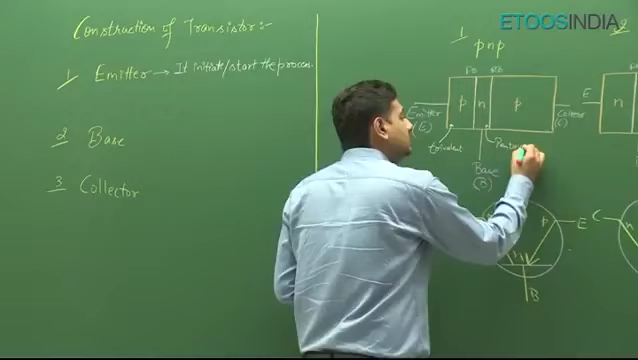 Construction of Transistor:-
1 Emitter → It initiate/start the process.
2 Base
3 Collector
1 pnp
2
ETOOSINDIA
p n p
Emitter
(E)
Collector
(C)
Trivalent
Base
(B)
E
n
p
E
B
C
n